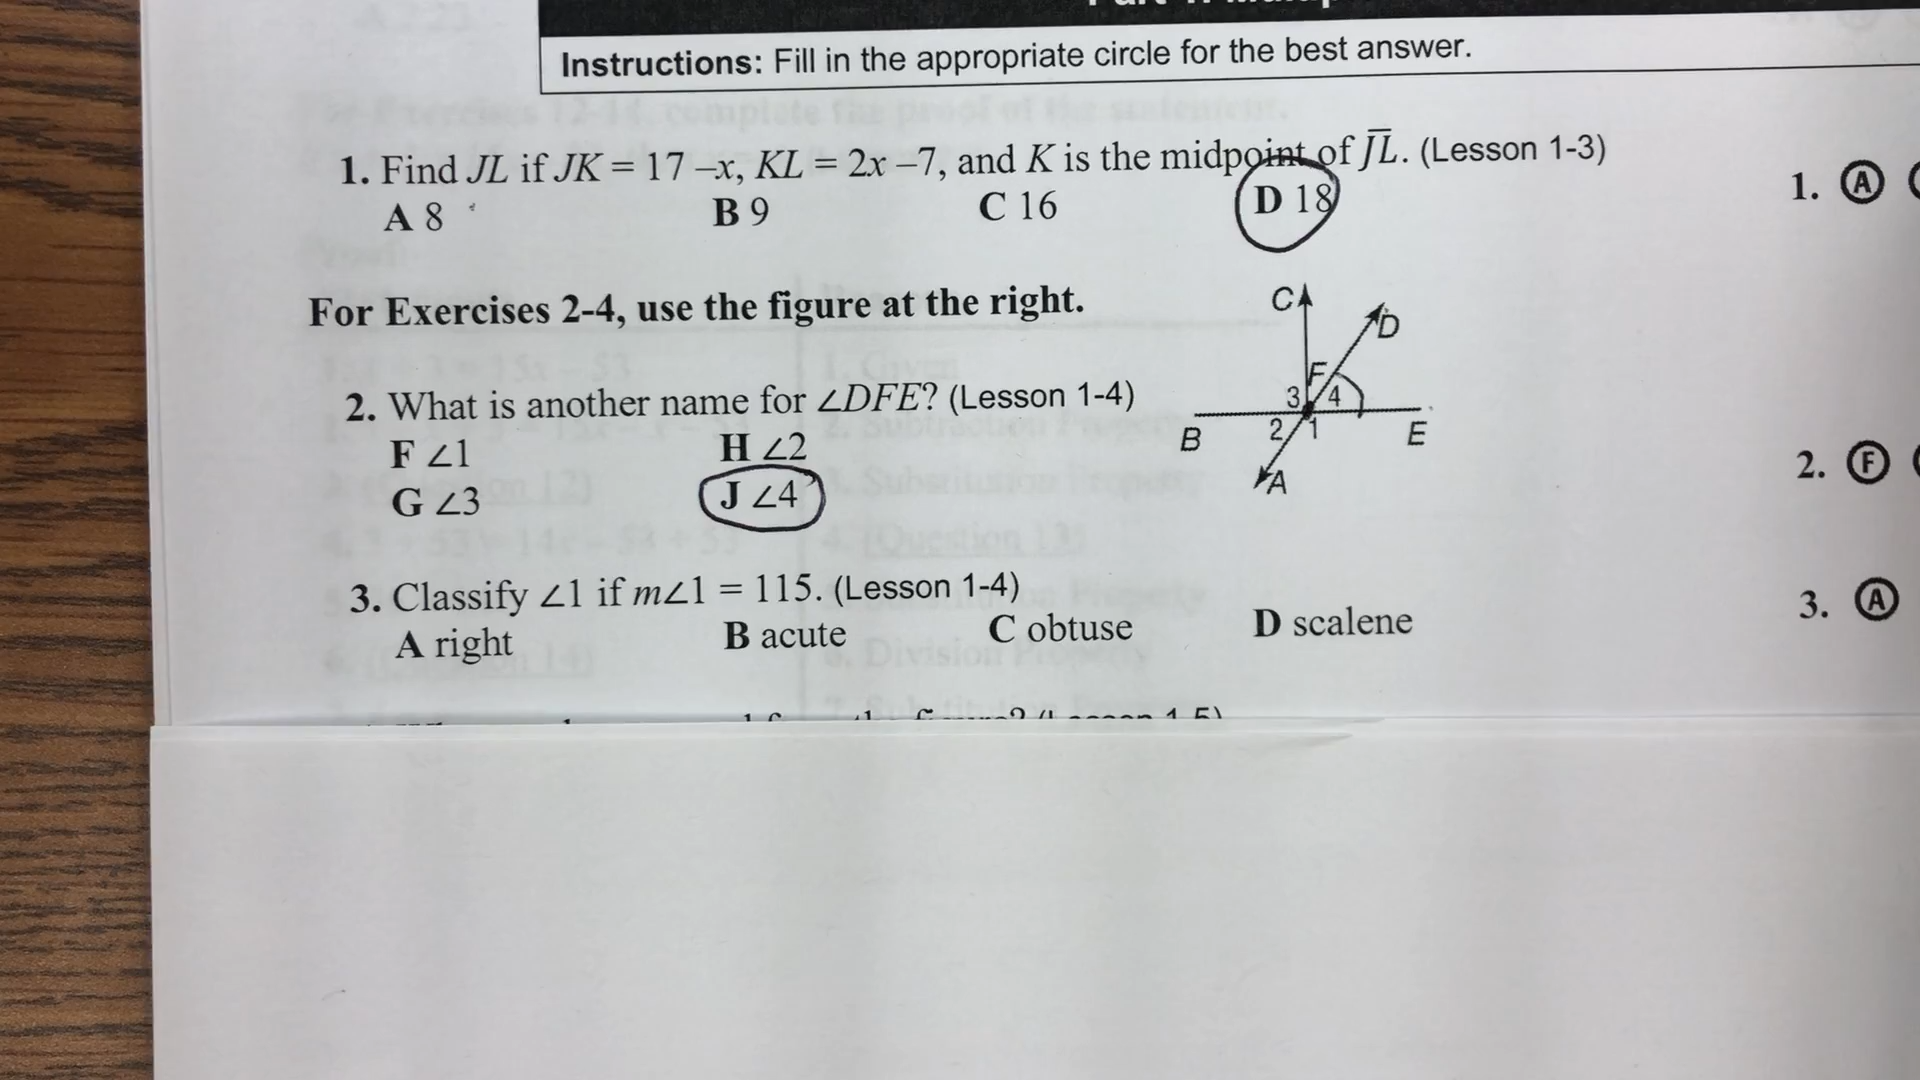 Instructions: Fill in the appropriate circle for the best answer.
1. Find JL if JK = 17 –x, KL = 2x –7, and K is the midpoint of J̅L̅. (Lesson 1-3)
A 8 B 9 C 16 D 18
1. Ⓐ
For Exercises 2-4, use the figure at the right.
C
D
F
3 4
B 2 1 E
A
2. What is another name for ∠DFE? (Lesson 1-4)
F ∠1 H ∠2
G ∠3 J ∠4
2. Ⓕ
3. Classify ∠1 if m∠1 = 115. (Lesson 1-4)
A right B acute C obtuse D scalene
3. Ⓐ